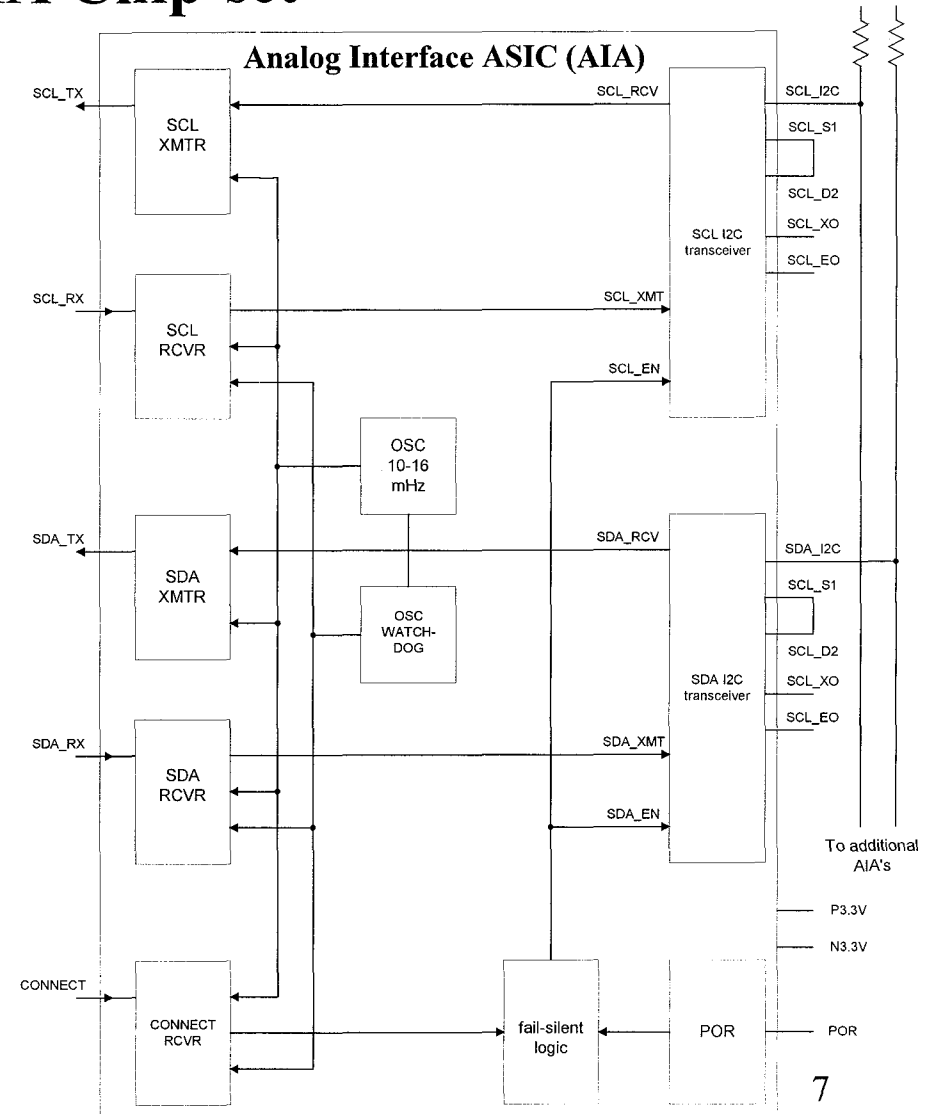 Chip set
Analog Interface ASIC (AIA)
SCL_TX
SCL
XMTR
SCL_RCV
SCL_I2C
SCL_S1
SCL_D2
SCL_XO
SCL_EO
SCL I2C
transceiver
SCL_RX
SCL
RCVR
SCL_XMT
SCL_EN
OSC
10-16
mHz
SDA_TX
SDA
XMTR
SDA_RCV
SDA_I2C
OSC
WATCH-
DOG
SCL_S1
SCL_D2
SCL_XO
SCL_EO
SDA I2C
transceiver
SDA_RX
SDA
RCVR
SDA_XMT
SDA_EN
To additional
AIA's
P3.3V
N3.3V
CONNECT
CONNECT
RCVR
fail-silent
logic
POR
POR
7